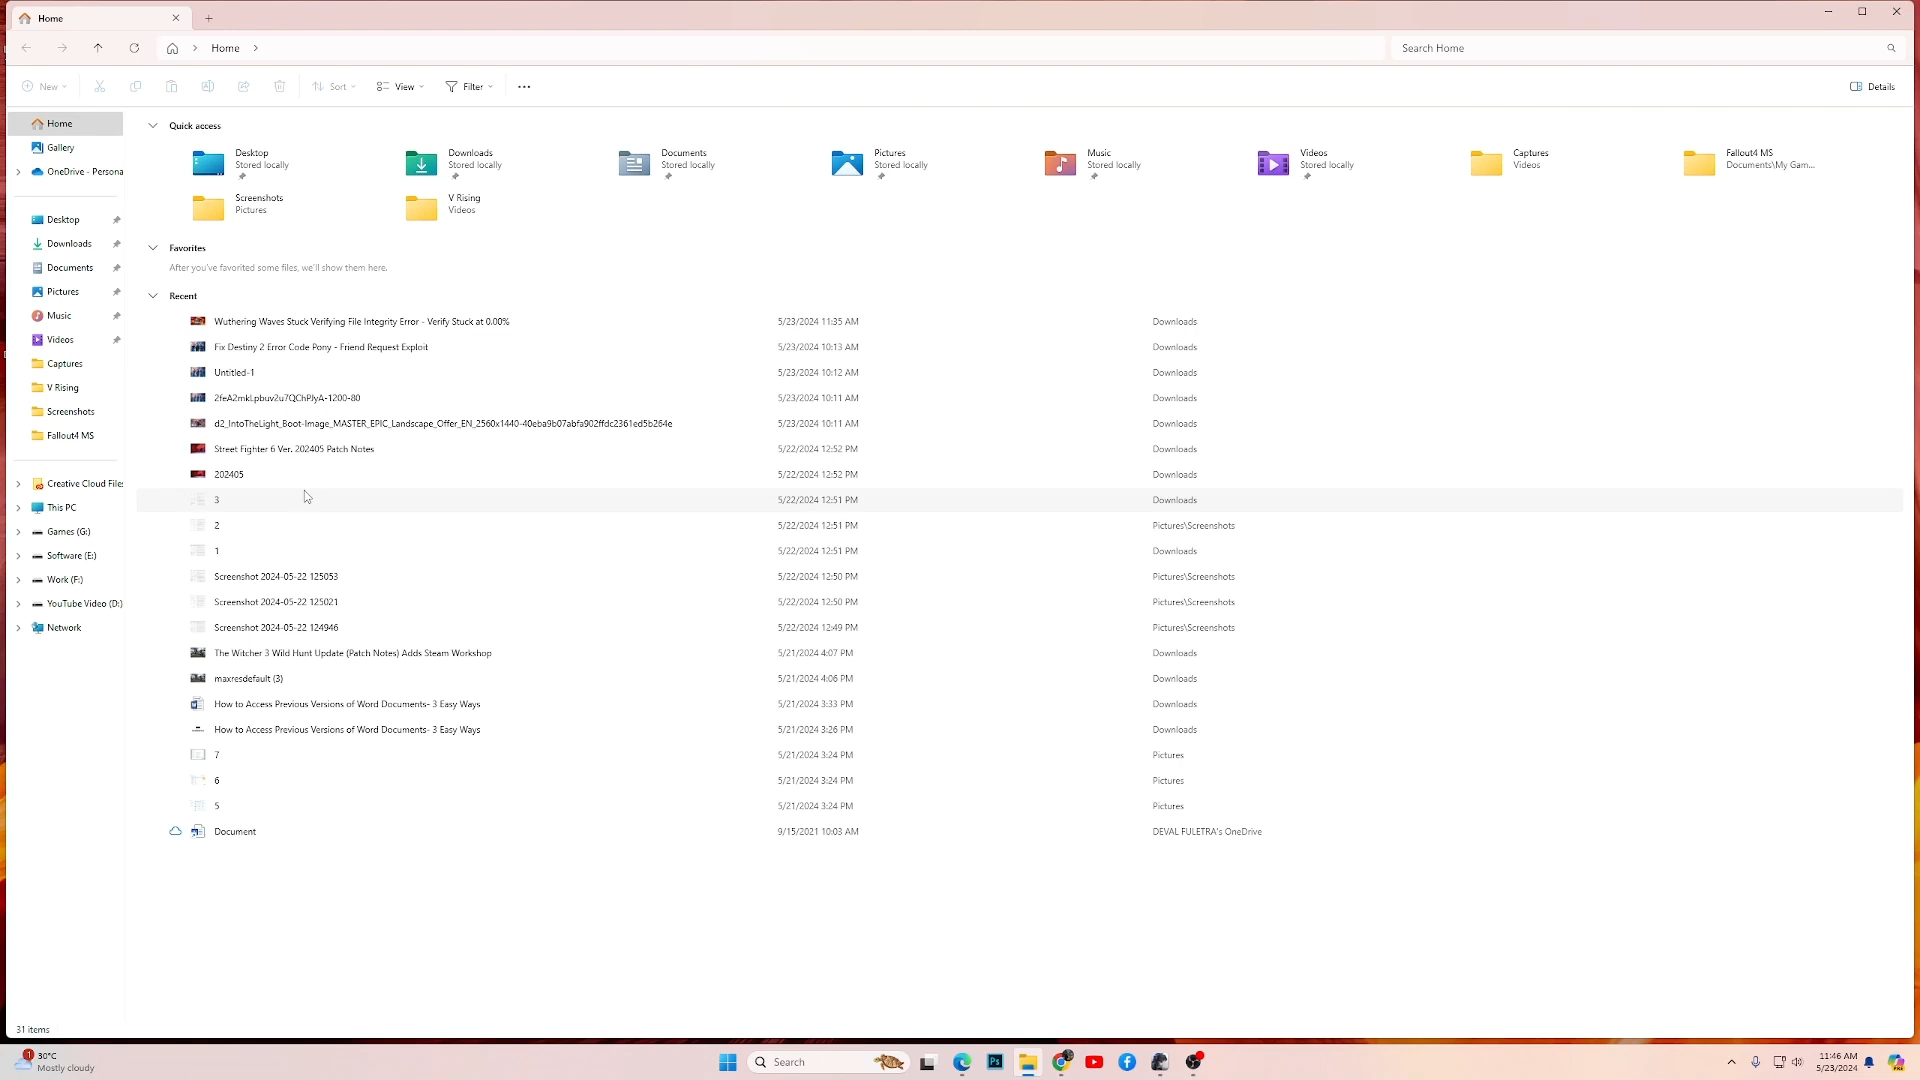 Home
Home
Search Home
New
Sort
View
Filter
Details
Home
Gallery
OneDrive - Persona
Desktop
Downloads
Documents
Pictures
Music
Videos
Captures
V Rising
Screenshots
Fallout4 MS
Creative Cloud Files
This PC
Games (G:)
Software (E:)
Work (F:)
YouTube Video (D:)
Network
Quick access
Desktop
Stored locally
Downloads
Stored locally
Documents
Stored locally
Pictures
Stored locally
Music
Stored locally
Videos
Stored locally
Captures
Videos
Fallout4 MS
Documents\My Gam...
Screenshots
Pictures
V Rising
Videos
Favorites
After you've favorited some files, we'll show them here.
Recent
Wuthering Waves Stuck Verifying File Integrity Error - Verify Stuck at 0.00% 5/23/2024 11:35 AM Downloads
Fix Destiny 2 Error Code Pony - Friend Request Exploit 5/23/2024 10:13 AM Downloads
Untitled-1 5/23/2024 10:12 AM Downloads
2feA2mkLpbuv2u7QChPJyA-1200-80 5/23/2024 10:11 AM Downloads
d2_IntoTheLight_Boot-Image_MASTER_EPIC_Landscape_Offer_EN_2560x1440-40eba9b07abfa902ffdc2361ed5b264e 5/23/2024 10:11 AM Downloads
Street Fighter 6 Ver. 202405 Patch Notes 5/22/2024 12:52 PM Downloads
202405 5/22/2024 12:52 PM Downloads
3 5/22/2024 12:51 PM Downloads
2 5/22/2024 12:51 PM Pictures\Screenshots
1 5/22/2024 12:51 PM Downloads
Screenshot 2024-05-22 125053 5/22/2024 12:50 PM Pictures\Screenshots
Screenshot 2024-05-22 125021 5/22/2024 12:50 PM Pictures\Screenshots
Screenshot 2024-05-22 124946 5/22/2024 12:49 PM Pictures\Screenshots
The Witcher 3 Wild Hunt Update (Patch Notes) Adds Steam Workshop 5/21/2024 4:07 PM Downloads
maxresdefault (3) 5/21/2024 4:06 PM Downloads
How to Access Previous Versions of Word Documents- 3 Easy Ways 5/21/2024 3:33 PM Downloads
How to Access Previous Versions of Word Documents- 3 Easy Ways 5/21/2024 3:26 PM Downloads
7 5/21/2024 3:24 PM Pictures
6 5/21/2024 3:24 PM Pictures
5 5/21/2024 3:24 PM Pictures
Document 9/15/2021 10:03 AM DEVAL FULETRA's OneDrive
31 items
1
30°C
Mostly cloudy
Search
Ps
11:46 AM
5/23/2024
PRE